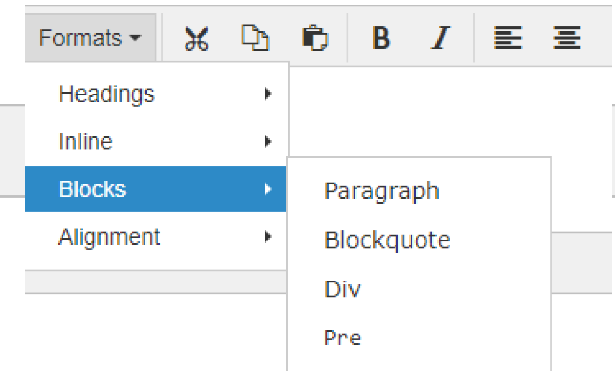 Formats B I
Headings
Inline
Blocks
Alignment
Paragraph
Blockquote
Div
Pre